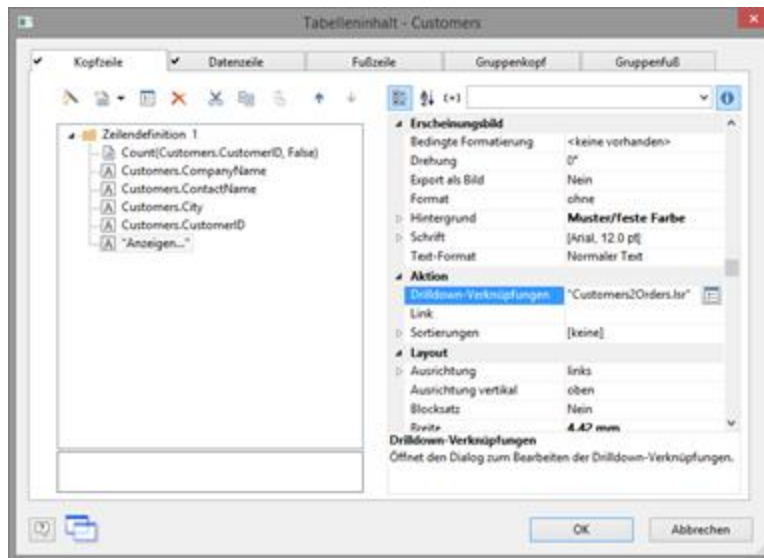 Tabelleninhalt - Customers
Kopfzeile Datenzeile Fußzeile Gruppenkopf Gruppenfuß
Zeilendefinition 1
Count(Customers.CustomerID, False)
Customers.CompanyName
Customers.ContactName
Customers.City
Customers.CustomerID
"Anzeigen..."
Erscheinungsbild
Bedingte Formatierung <keine vorhanden>
Drehung 0°
Export als Bild Nein
Format ohne
Hintergrund Muster/feste Farbe
Schrift [Arial, 12.0 pt]
Text-Format Normaler Text
Aktion
Drilldown-Verknüpfungen "Customers2Orders.lsr"
Link
Sortierungen [keine]
Layout
Ausrichtung links
Ausrichtung vertikal oben
Blocksatz Nein
Breite 4.42 mm
Drilldown-Verknüpfungen
Öffnet den Dialog zum Bearbeiten der Drilldown-Verknüpfungen.
OK Abbrechen